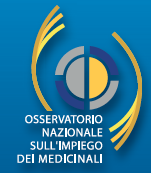 OSSERVATORIO
NAZIONALE
SULL'IMPIEGO
DEI MEDICINALI